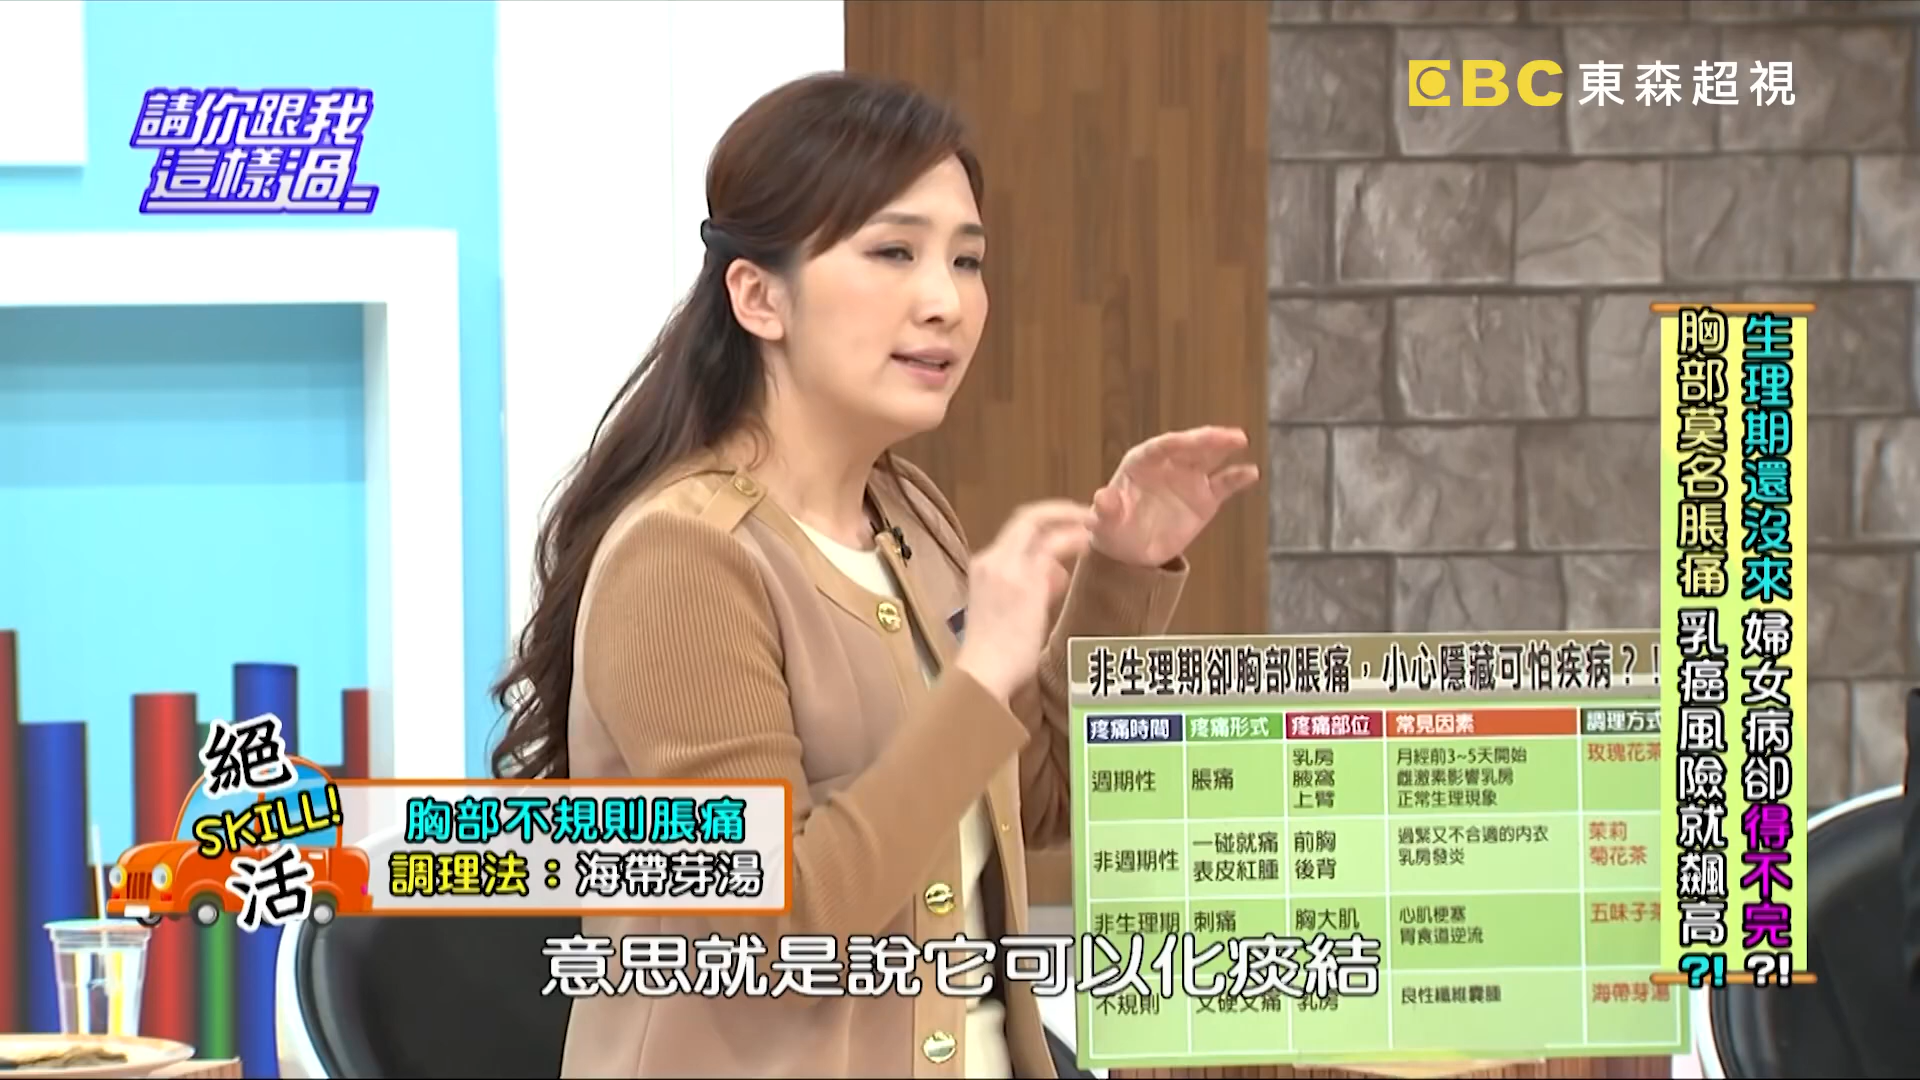 請你跟我
這樣過
EBC 東森超視
生理期還沒來 婦女病卻得不完?!
胸部莫名脹痛 乳癌風險就飆高?!
非生理期卻胸部脹痛，小心隱藏可怕疾病？！
疼痛時間 疼痛形式 疼痛部位 常見因素 調理方式
週期性 脹痛 乳房 腋窩 上臂 月經前3~5天開始 雌激素影響乳房 正常生理現象 玫瑰花茶
非週期性 一碰就痛 表皮紅腫 前胸 後背 過緊又不合適的內衣 乳房發炎 茉莉 菊花茶
非生理期 刺痛 胸大肌 心肌梗塞 胃食道逆流 五味子茶
不規則 又硬又痛 乳房 良性纖維囊腫 海帶芽湯
絕
SKILL!
活
胸部不規則脹痛
調理法：海帶芽湯
意思就是說它可以化痰結